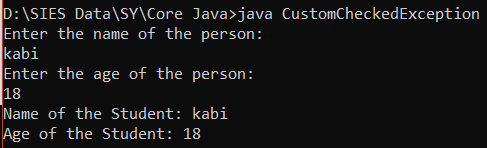 D:\SIES Data\SY\Core Java>java CustomCheckedException
Enter the name of the person:
kabi
Enter the age of the person:
18
Name of the Student: kabi
Age of the Student: 18